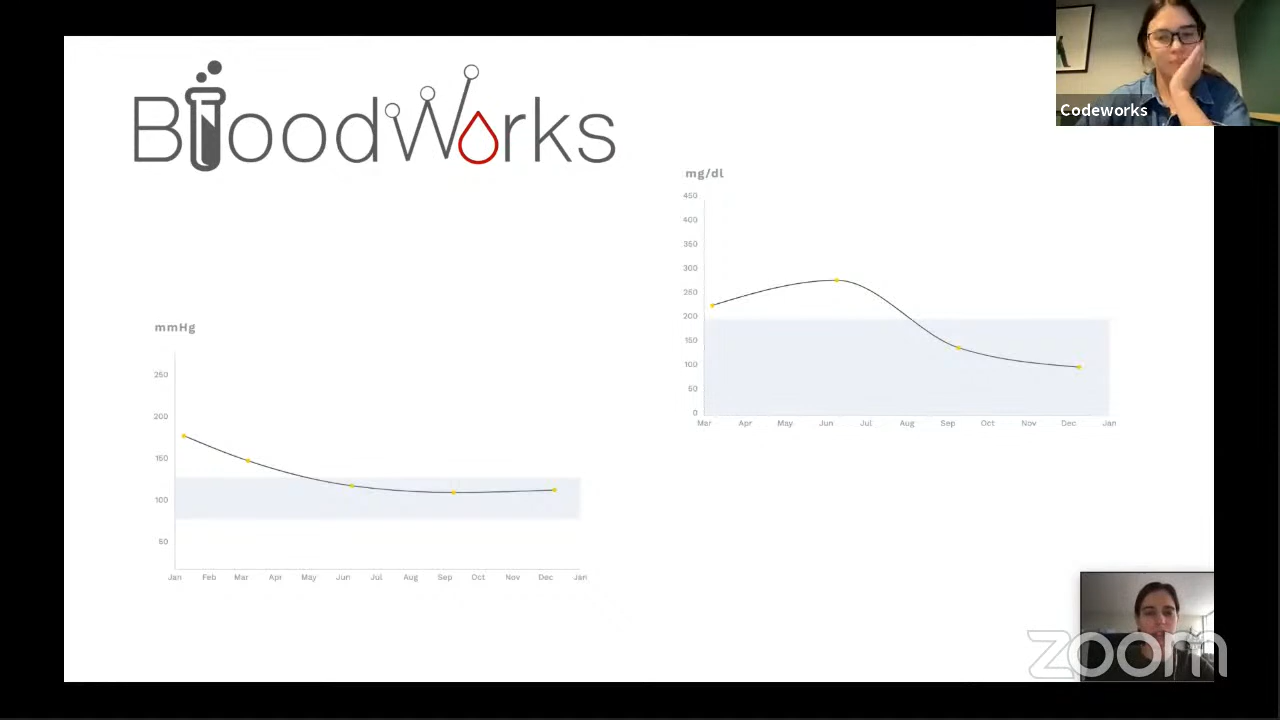 BloodWorks
Codeworks
mg/dl
450
400
350
300
250
200
150
100
50
0
Mar Apr May Jun Jul Aug Sep Oct Nov Dec Jan
mmHg
250
200
150
100
50
Jan Feb Mar Apr May Jun Jul Aug Sep Oct Nov Dec Jan
zoom